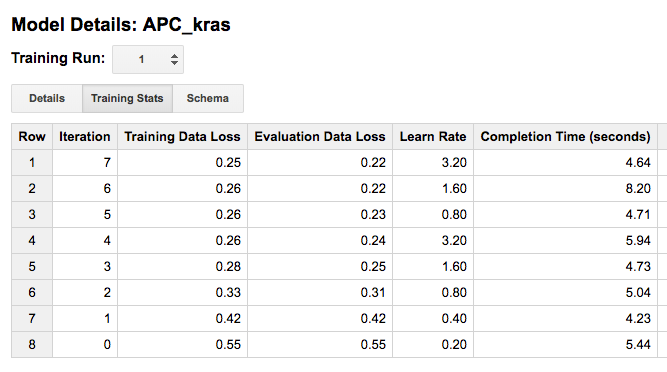 Model Details: APC_kras
Training Run: 1
Details Training Stats Schema
Row Iteration Training Data Loss Evaluation Data Loss Learn Rate Completion Time (seconds)
1 7 0.25 0.22 3.20 4.64
2 6 0.26 0.22 1.60 8.20
3 5 0.26 0.23 0.80 4.71
4 4 0.26 0.24 3.20 5.94
5 3 0.28 0.25 1.60 4.73
6 2 0.33 0.31 0.80 5.04
7 1 0.42 0.42 0.40 4.23
8 0 0.55 0.55 0.20 5.44